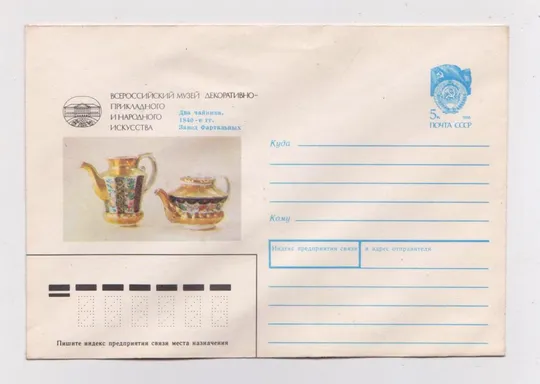 ВСЕРОССИЙСКИЙ МУЗЕЙ ДЕКОРАТИВНО-
ПРИКЛАДНОГО
И НАРОДНОГО
ИСКУССТВА
Два чайника.
1840-е гг.
Завод Фартальных
5к
ПОЧТА СССР
Куда
Кому
Индекс предприятия связи и адрес отправителя
Пишите индекс предприятия связи места назначения